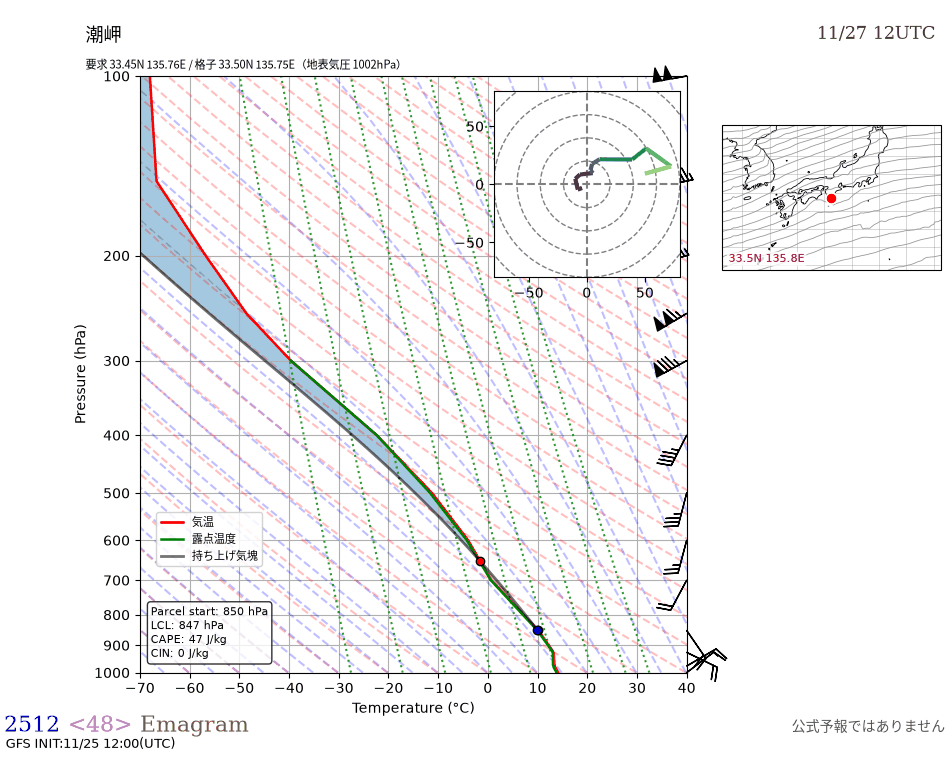 潮岬
11/27 12UTC
要求 33.45N 135.76E / 格子 33.50N 135.75E（地表気圧 1002hPa）
100
200
300
400
500
600
700
800
900
1000
Pressure (hPa)
−70 −60 −50 −40 −30 −20 −10 0 10 20 30 40
Temperature (°C)
50
0
−50
−50 0 50
33.5N 135.8E
気温
露点温度
持ち上げ気塊
Parcel start: 850 hPa
LCL: 847 hPa
CAPE: 47 J/kg
CIN: 0 J/kg
2512 <48> Emagram
GFS INIT:11/25 12:00(UTC)
公式予報ではありません